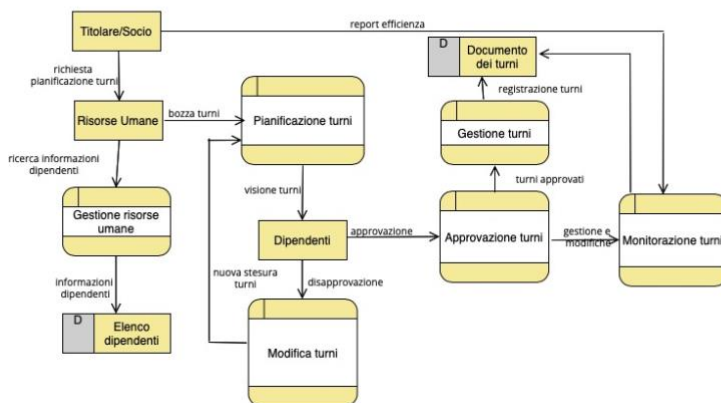 Titolare/Socio
report efficienza
D
Documento
dei turni
richiesta
pianificazione turni
registrazione turni
Risorse Umane
bozza turni
Pianificazione turni
Gestione turni
ricerca informazioni
dipendenti
turni approvati
visione turni
Gestione risorse
umane
Dipendenti
approvazione
Approvazione turni
gestione e
modifiche
Monitorazione turni
informazioni
dipendenti
nuova stesura
turni
disapprovazione
D
Elenco
dipendenti
Modifica turni